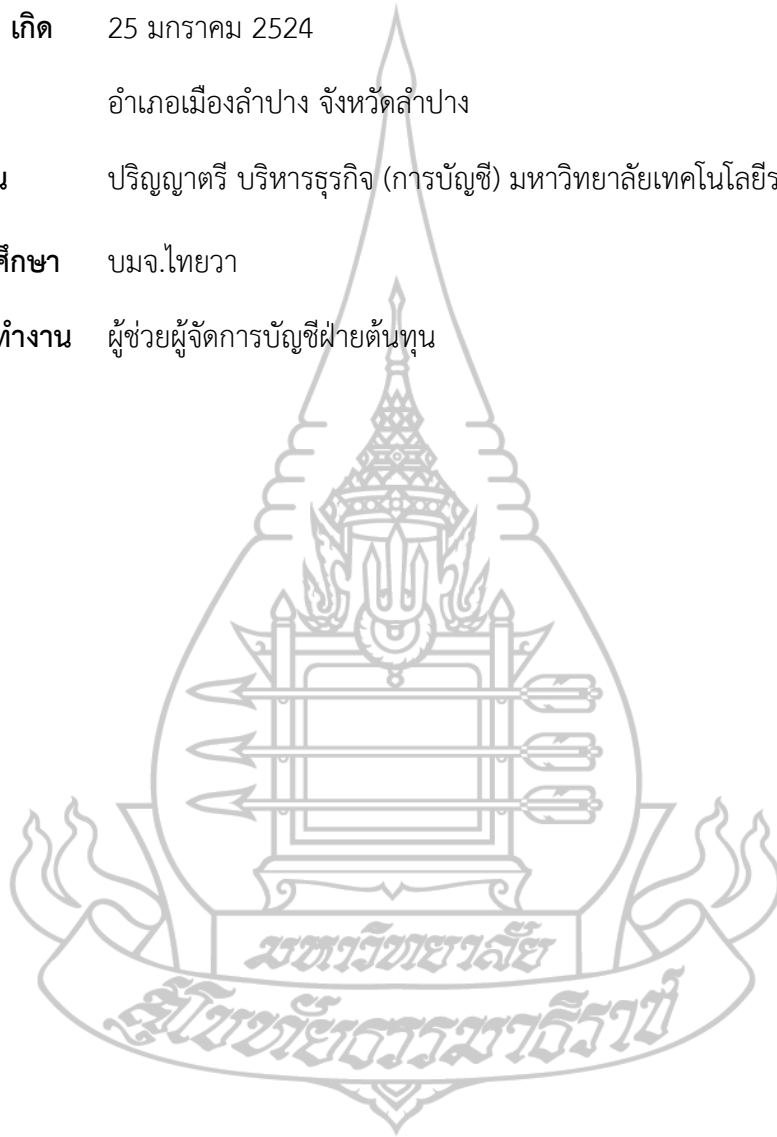 เกิด 25 มกราคม 2524
อำเภอเมืองลำปาง จังหวัดลำปาง
น ปริญญาตรี บริหารธุรกิจ (การบัญชี) มหาวิทยาลัยเทคโนโลยีร
ศึกษา บมจ.ไทยวา
ทำงาน ผู้ช่วยผู้จัดการบัญชีฝ่ายต้นทุน
มหาวิทยาลัย
สุโขทัยธรรมาธิราช